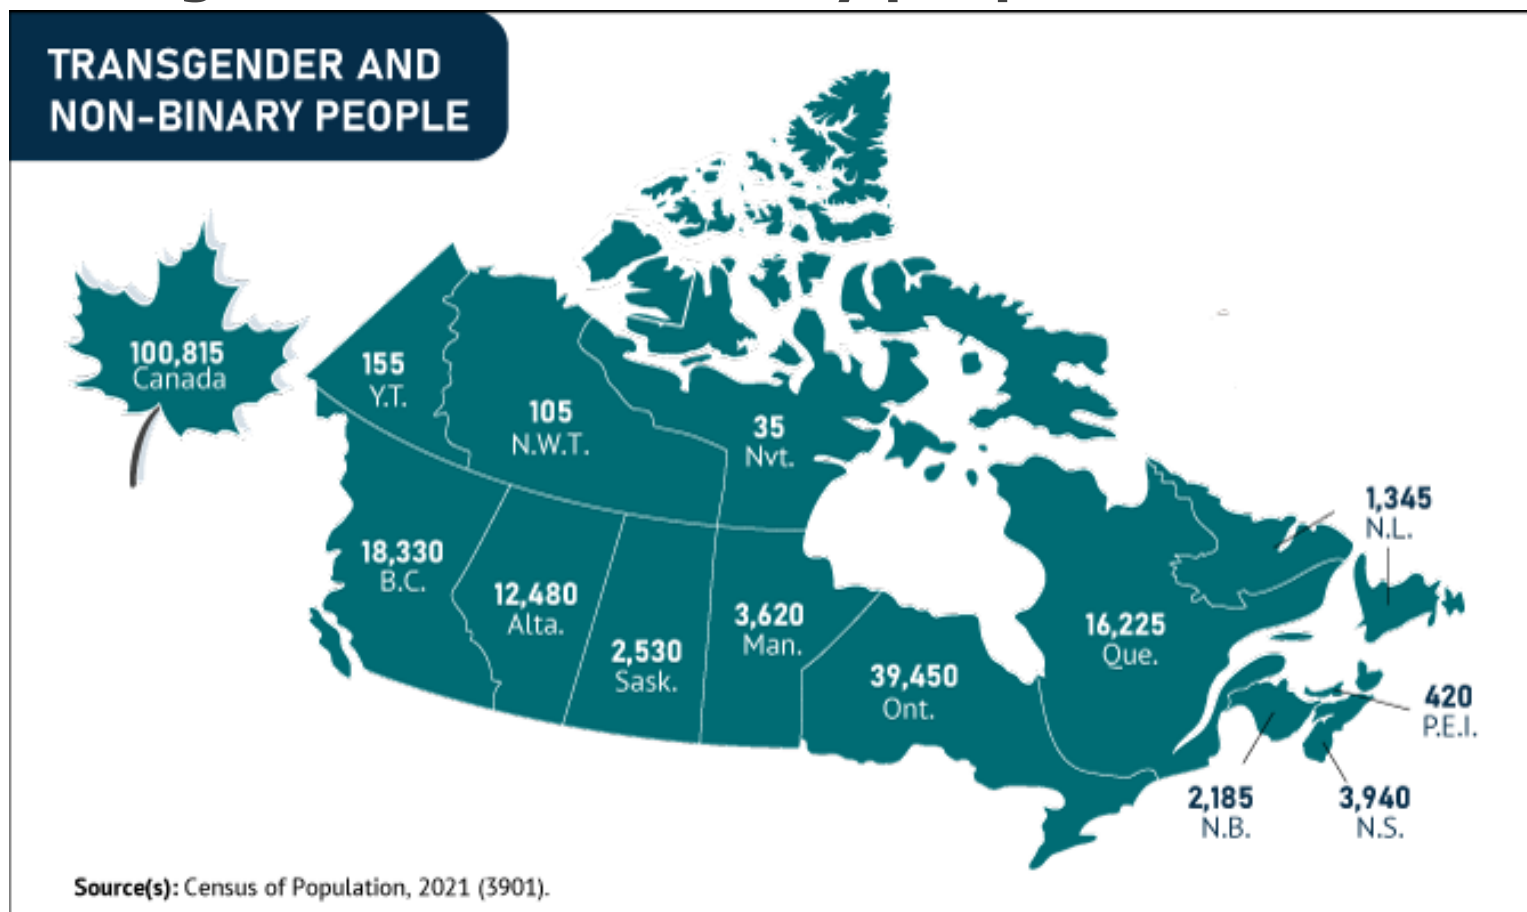 TRANSGENDER AND
NON-BINARY PEOPLE
100,815
Canada
155
Y.T.
105
N.W.T.
35
Nvt.
18,330
B.C.
12,480
Alta.
2,530
Sask.
3,620
Man.
39,450
Ont.
16,225
Que.
1,345
N.L.
420
P.E.I.
2,185
N.B.
3,940
N.S.
Source(s): Census of Population, 2021 (3901).